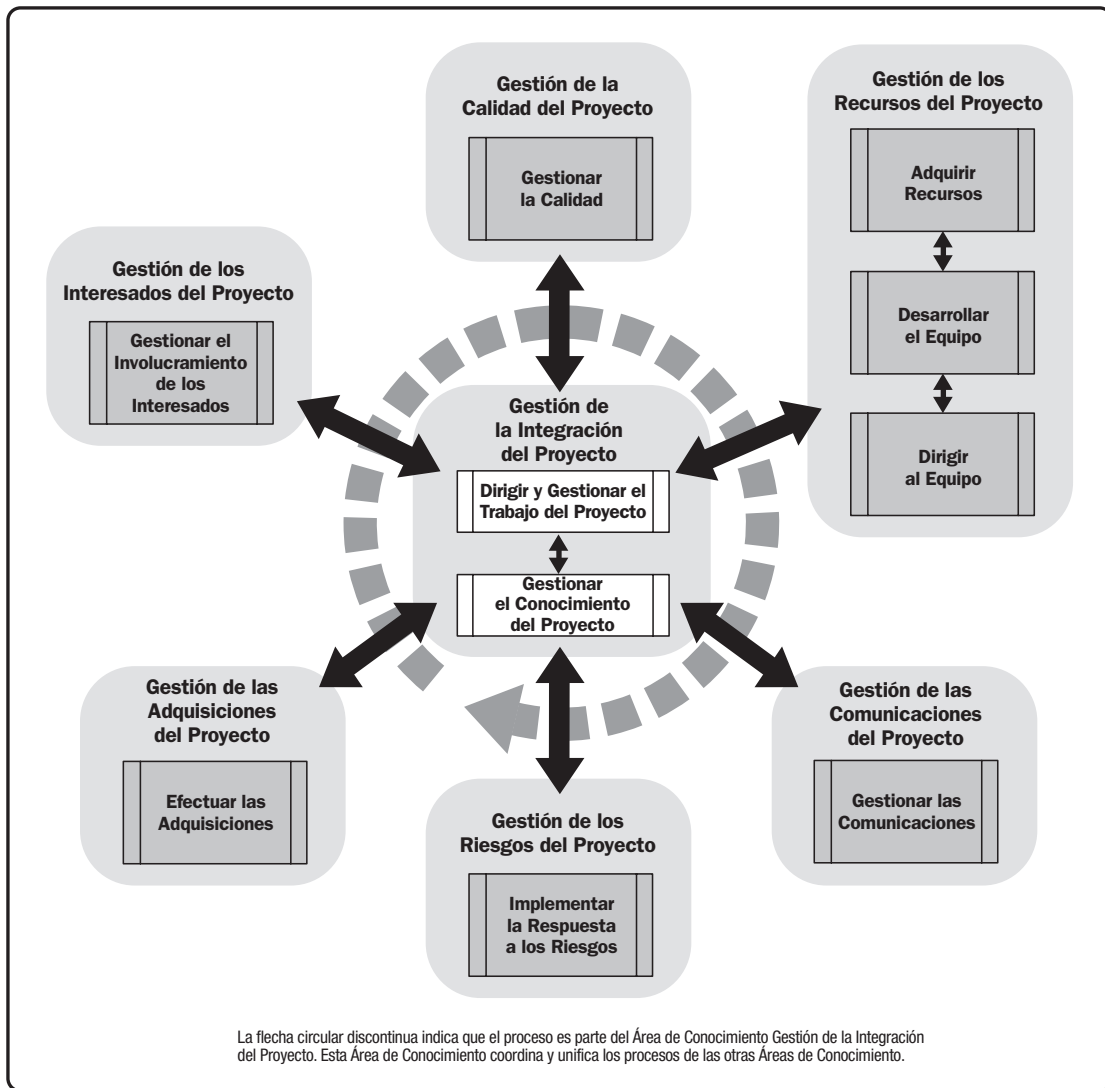 Gestión de la
Calidad del Proyecto
Gestionar
la Calidad
Gestión de los
Recursos del Proyecto
Adquirir
Recursos
Desarrollar
el Equipo
Dirigir
al Equipo
Gestión de los
Interesados del Proyecto
Gestionar el
Involucramiento
de los
Interesados
Gestión de
la Integración
del Proyecto
Dirigir y Gestionar el
Trabajo del Proyecto
Gestionar
el Conocimiento
del Proyecto
Gestión de las
Adquisiciones
del Proyecto
Efectuar las
Adquisiciones
Gestión de los
Riesgos del Proyecto
Implementar
la Respuesta
a los Riesgos
Gestión de las
Comunicaciones
del Proyecto
Gestionar las
Comunicaciones
La flecha circular discontinua indica que el proceso es parte del Área de Conocimiento Gestión de la Integración
del Proyecto. Esta Área de Conocimiento coordina y unifica los procesos de las otras Áreas de Conocimiento.